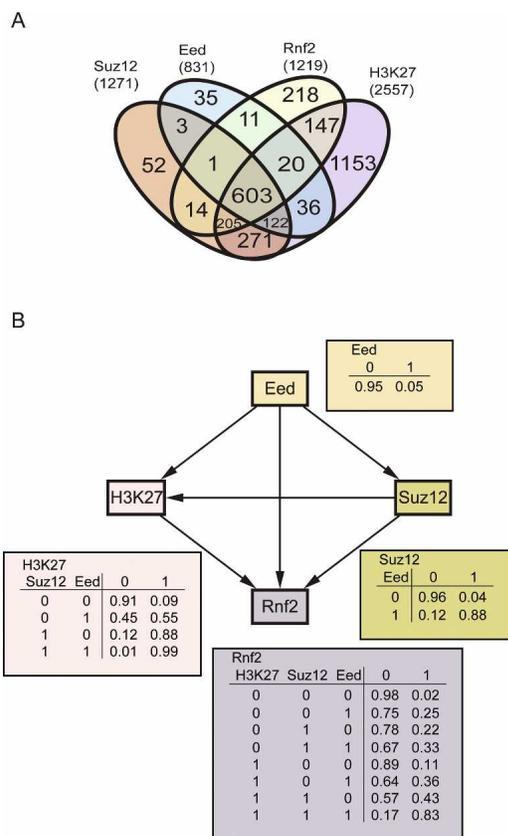 A
Suz12
(1271)
Eed
(831)
Rnf2
(1219)
H3K27
(2557)
35
218
3
11
147
52
1
20
1153
603
14
36
205
122
271
B
Eed
0 1
0.95 0.05
Eed
H3K27
Suz12
Rnf2
H3K27
Suz12 Eed 0 1
0 0 0.91 0.09
0 1 0.45 0.55
1 0 0.12 0.88
1 1 0.01 0.99
Suz12
Eed 0 1
0 0.96 0.04
1 0.12 0.88
Rnf2
H3K27 Suz12 Eed 0 1
0 0 0 0.98 0.02
0 0 1 0.75 0.25
0 1 0 0.78 0.22
0 1 1 0.67 0.33
1 0 0 0.89 0.11
1 0 1 0.64 0.36
1 1 0 0.57 0.43
1 1 1 0.17 0.83